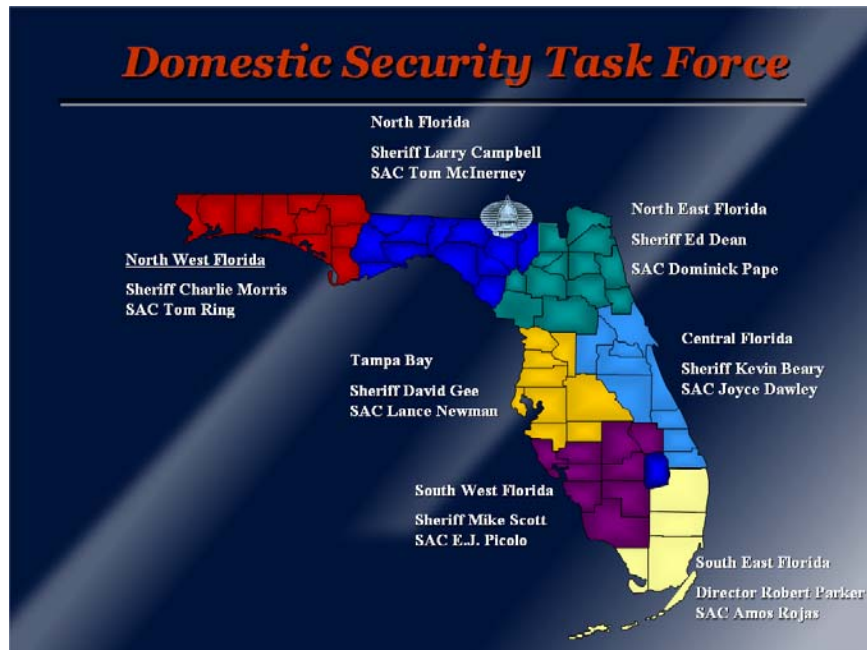 Domestic Security Task Force
North Florida
Sheriff Larry Campbell
SAC Tom McInerney
North East Florida
Sheriff Ed Dean
SAC Dominick Pape
North West Florida
Sheriff Charlie Morris
SAC Tom Ring
Central Florida
Sheriff Kevin Beary
SAC Joyce Dawley
Tampa Bay
Sheriff David Gee
SAC Lance Newman
South West Florida
Sheriff Mike Scott
SAC E.J. Picolo
South East Florida
Director Robert Parker
SAC Amos Rojas